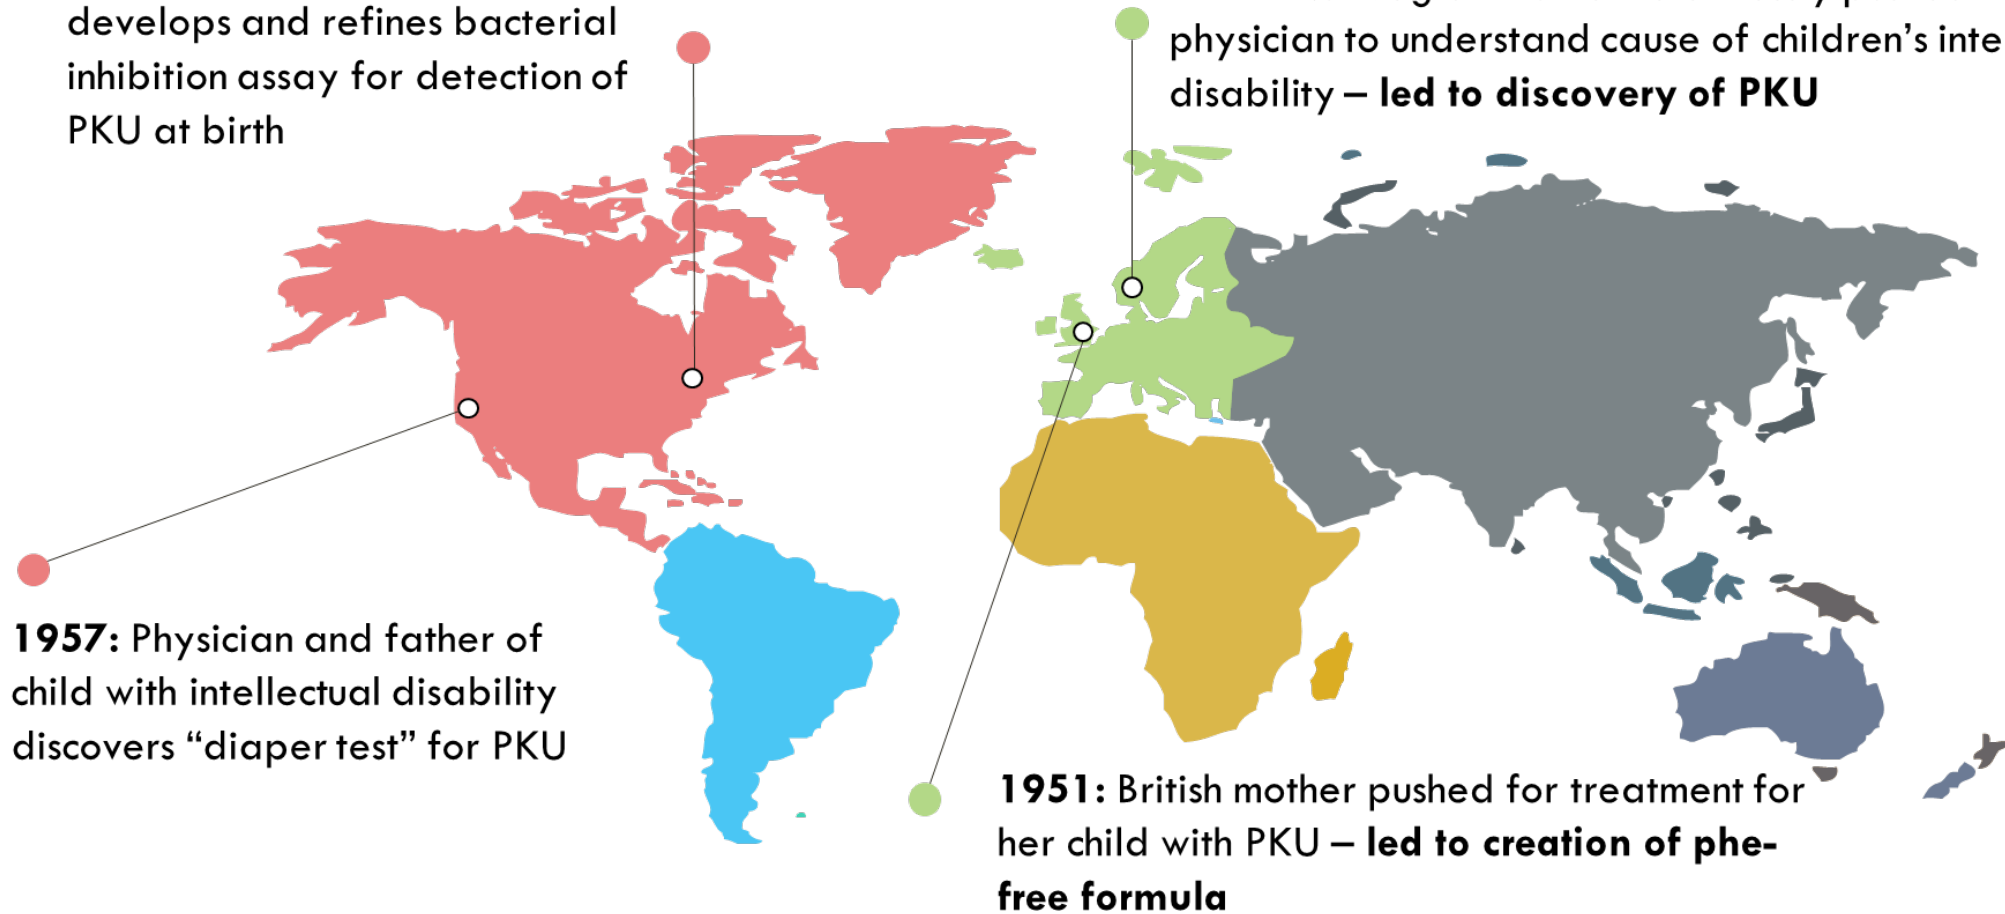 develops and refines bacterial
inhibition assay for detection of
PKU at birth
physician to understand cause of children’s inte
disability – led to discovery of PKU
1957: Physician and father of
child with intellectual disability
discovers “diaper test” for PKU
1951: British mother pushed for treatment for
her child with PKU – led to creation of phe-
free formula